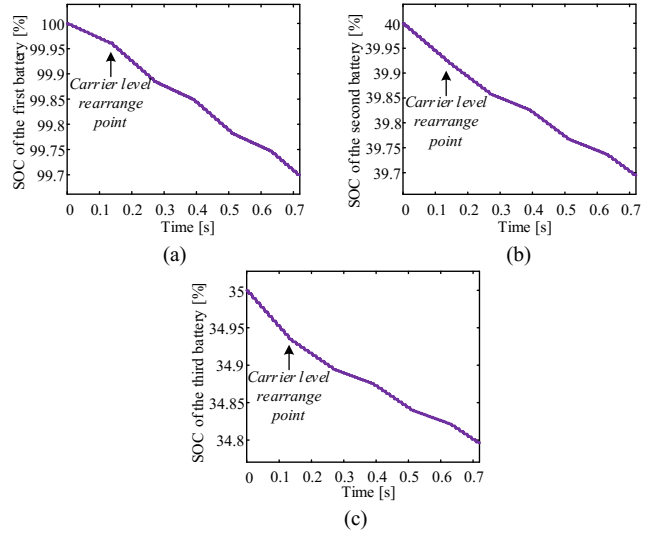 SOC of the first battery [%]
100
99.95
99.9
99.85
99.8
99.75
99.7
Carrier level
rearrange
point
0 0.1 0.2 0.3 0.4 0.5 0.6 0.7
Time [s]
(a)
SOC of the second battery [%]
40
39.95
39.9
39.85
39.8
39.75
39.7
Carrier level
rearrange
point
0 0.1 0.2 0.3 0.4 0.5 0.6 0.7
Time [s]
(b)
SOC of the third battery [%]
35
34.95
34.9
34.85
34.8
Carrier level
rearrange
point
0 0.1 0.2 0.3 0.4 0.5 0.6 0.7
Time [s]
(c)